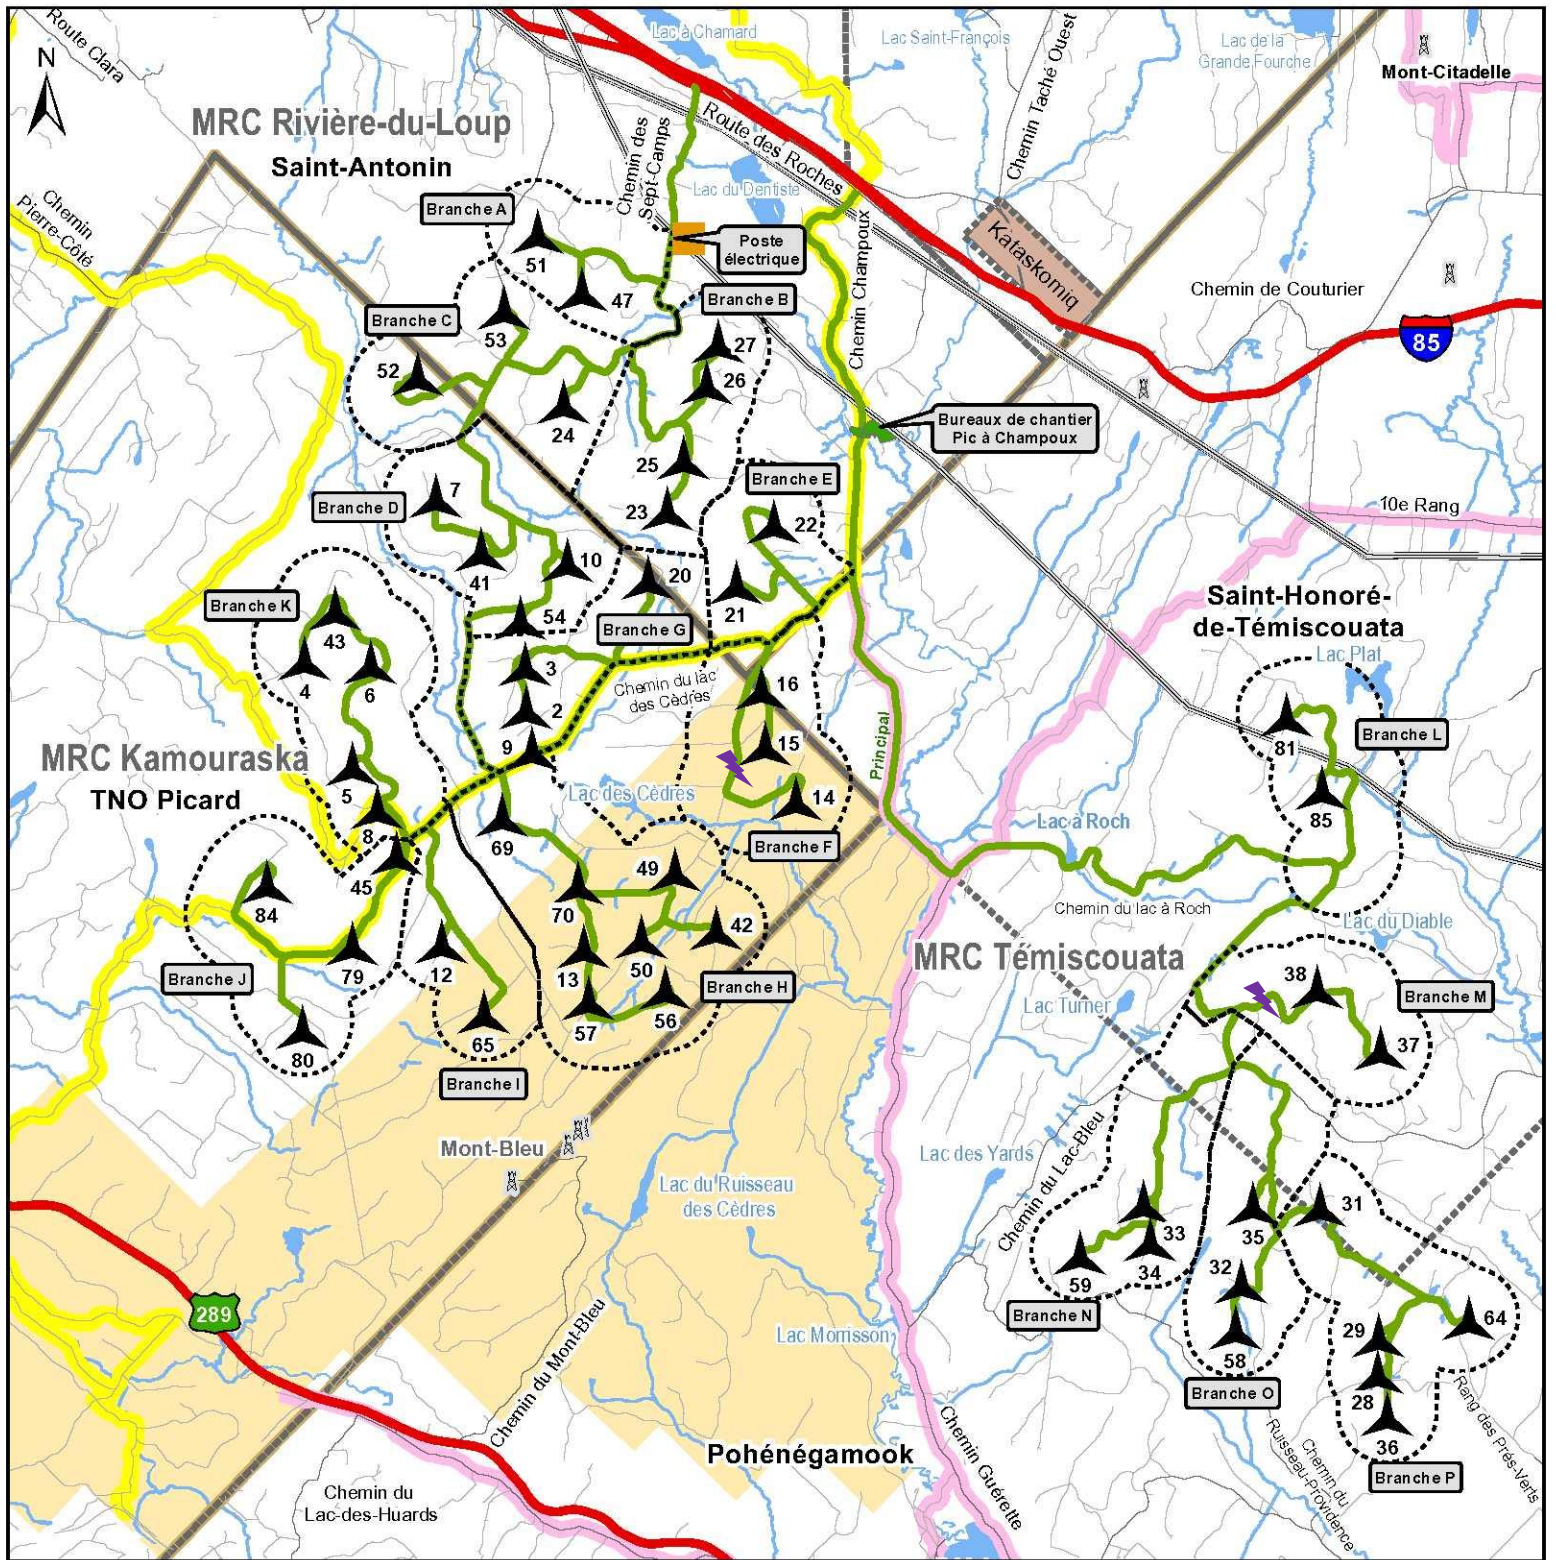 Route Clara
N
MRC Rivière-du-Loup
Saint-Antonin
Chemin
Pierre-Côté
Lac à Chamard
Lac Saint-François
Lac de la
Grande Fourche
Mont-Citadelle
Chemin Taché Ouest
Route des Roches
Chemin des
Sept-Camps
Lac du Dentiste
Branche A
51
47
Poste
électrique
Kataskomiq
Chemin de Couturier
85
Chemin Champoux
Branche B
Branche C
53
52
24
27
26
25
23
Bureaux de chantier
Pic à Champoux
10e Rang
Branche D
7
41
10
54
Branche E
22
21
20
Branche G
Branche K
43
4
6
5
8
3
2
9
Chemin du lac
des Cèdres
16
15
14
Branche F
Principal
Saint-Honoré-
de-Témiscouata
Lac Plat
81
Branche L
85
MRC Kamouraska
TNO Picard
Lac des Cèdres
Lac à Roch
Chemin du lac à Roch
Lac du Diable
69
45
84
79
80
Branche J
12
65
Branche I
70
49
42
50
13
57
56
Branche H
MRC Témiscouata
Lac Turner
38
37
Branche M
Mont-Bleu
Lac du Ruisseau
des Cèdres
Lac des Yards
Chemin du Lac-Bleu
33
34
59
Branche N
35
31
32
58
Branche O
29
28
36
64
Branche P
Rang des Prés-Verts
Chemin du
Ruisseau-Providence
289
Chemin du Mont-Bleu
Lac Morrisson
Pohénégamook
Chemin Guérette
Chemin du
Lac-des-Huards